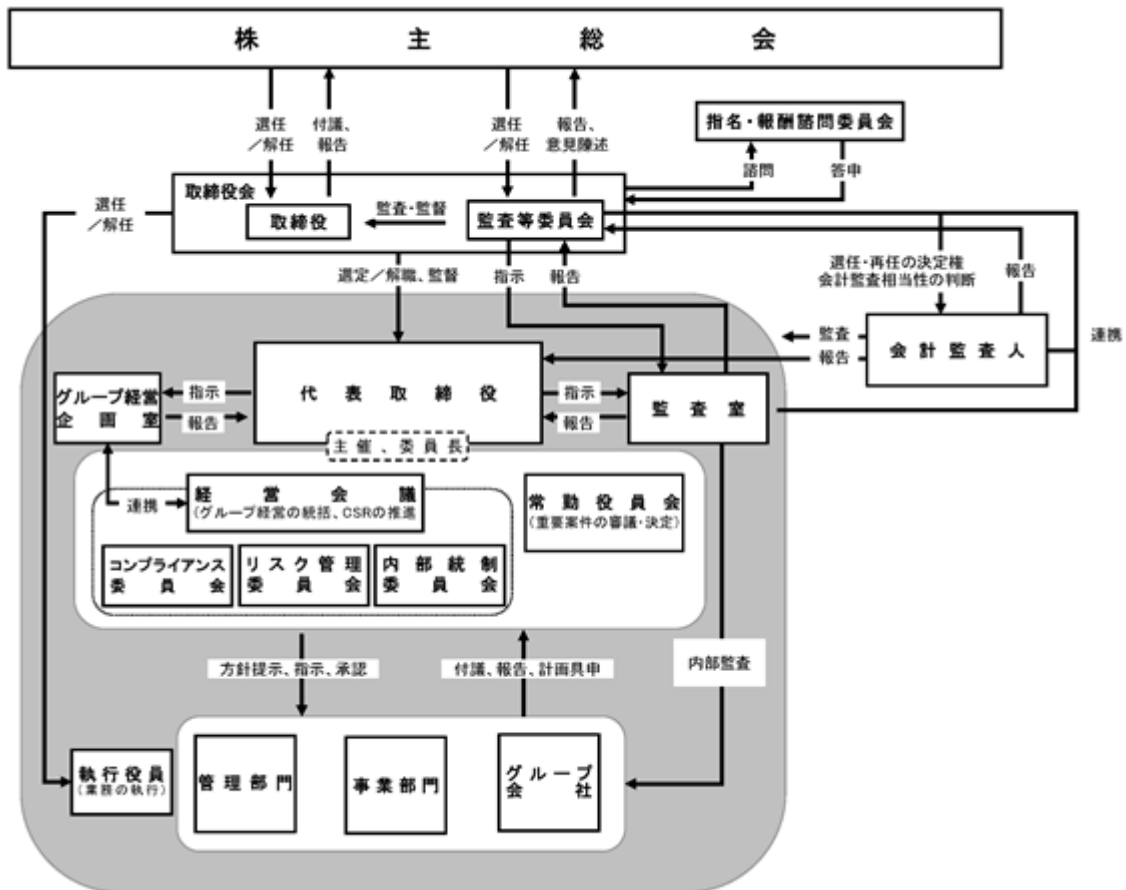 株主総会
選任
／解任
付議、
報告
選任
／解任
報告、
意見陳述
指名・報酬諮問委員会
諮問
答申
取締役会
取締役
監査・監督
監査等委員会
選任
／解任
選定／解職、監督
指示
報告
選任・再任の決定権
会計監査相当性の判断
報告
連携
監査
報告
会計監査人
グループ経営
企画室
指示
報告
代表取締役
指示
報告
監査室
主催、委員長
連携
経営会議
(グループ経営の統括、CSRの推進
常勤役員会
(重要案件の審議・決定)
コンプライアンス
委員会
リスク管理
委員会
内部統制
委員会
方針提示、指示、承認
付議、報告、計画具申
内部監査
執行役員
(業務の執行)
管理部門
事業部門
グループ
会社